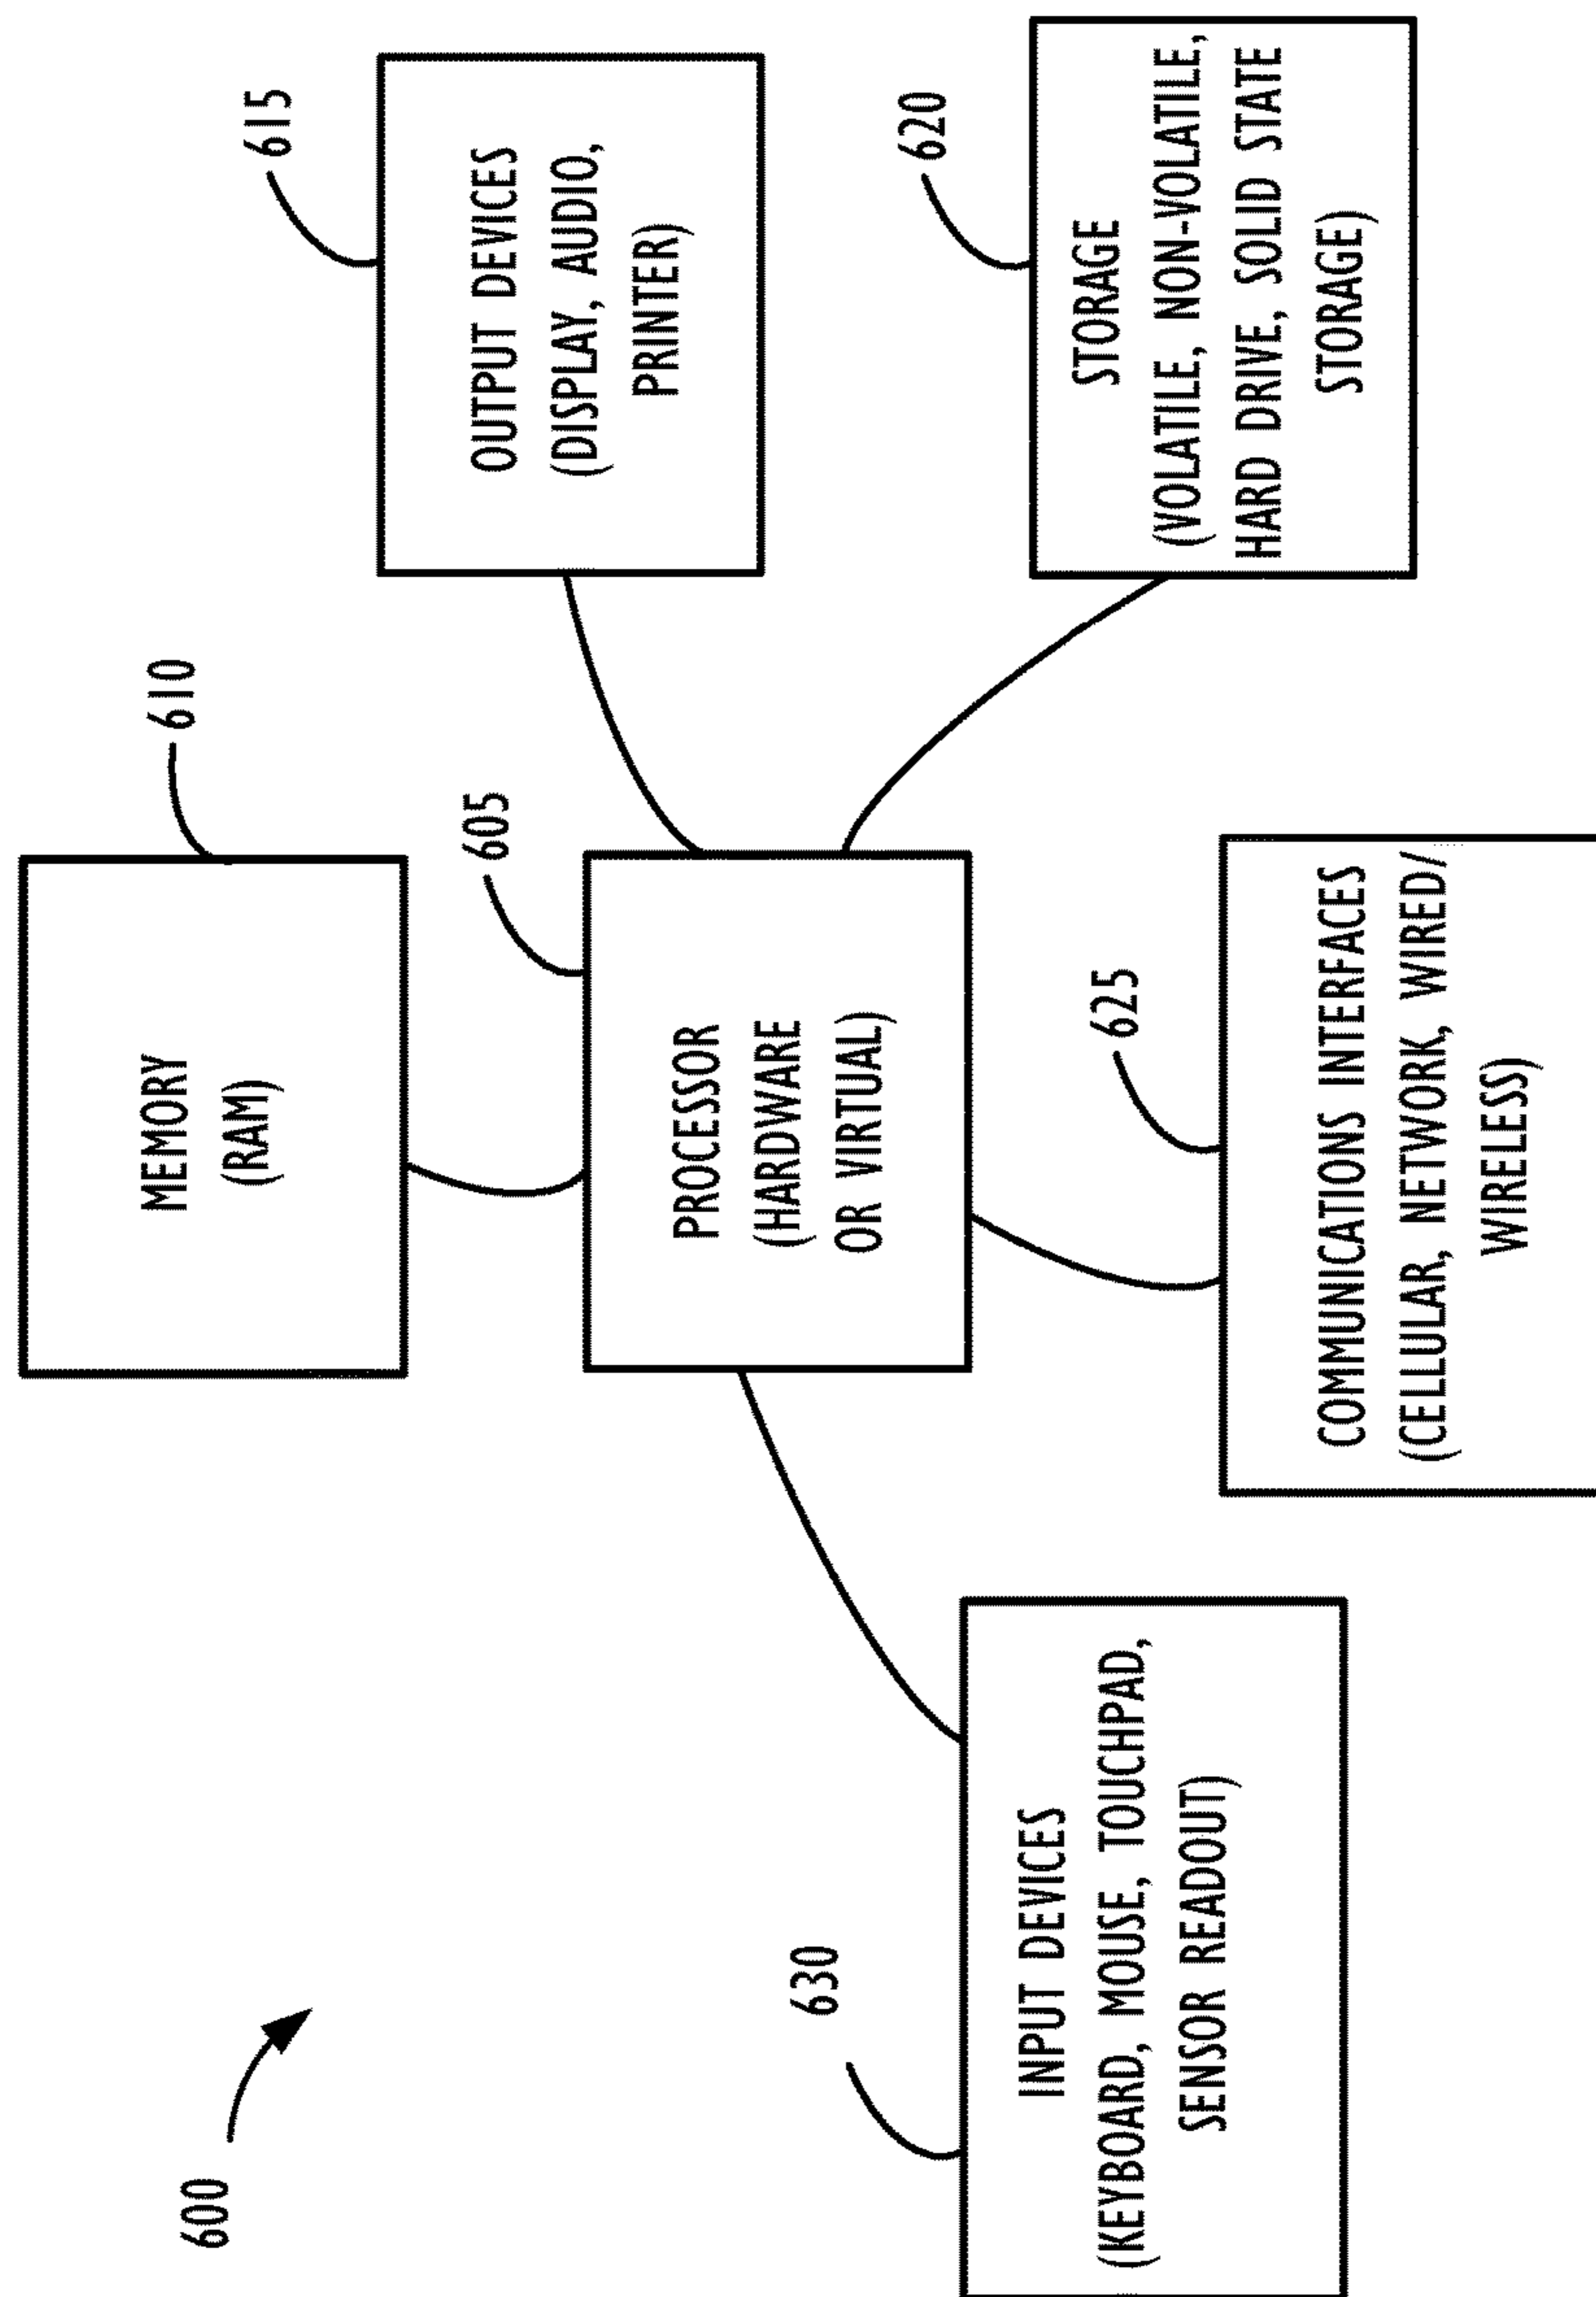 600
610
MEMORY
(RAM)
615
OUTPUT DEVICES
(DISPLAY, AUDIO,
PRINTER)
605
PROCESSOR
(HARDWARE
OR VIRTUAL)
630
INPUT DEVICES
(KEYBOARD, MOUSE, TOUCHPAD,
SENSOR READOUT)
625
COMMUNICATIONS INTERFACES
(CELLULAR, NETWORK, WIRED/
WIRELESS)
620
STORAGE
(VOLATILE, NON-VOLATILE,
HARD DRIVE, SOLID STATE
STORAGE)